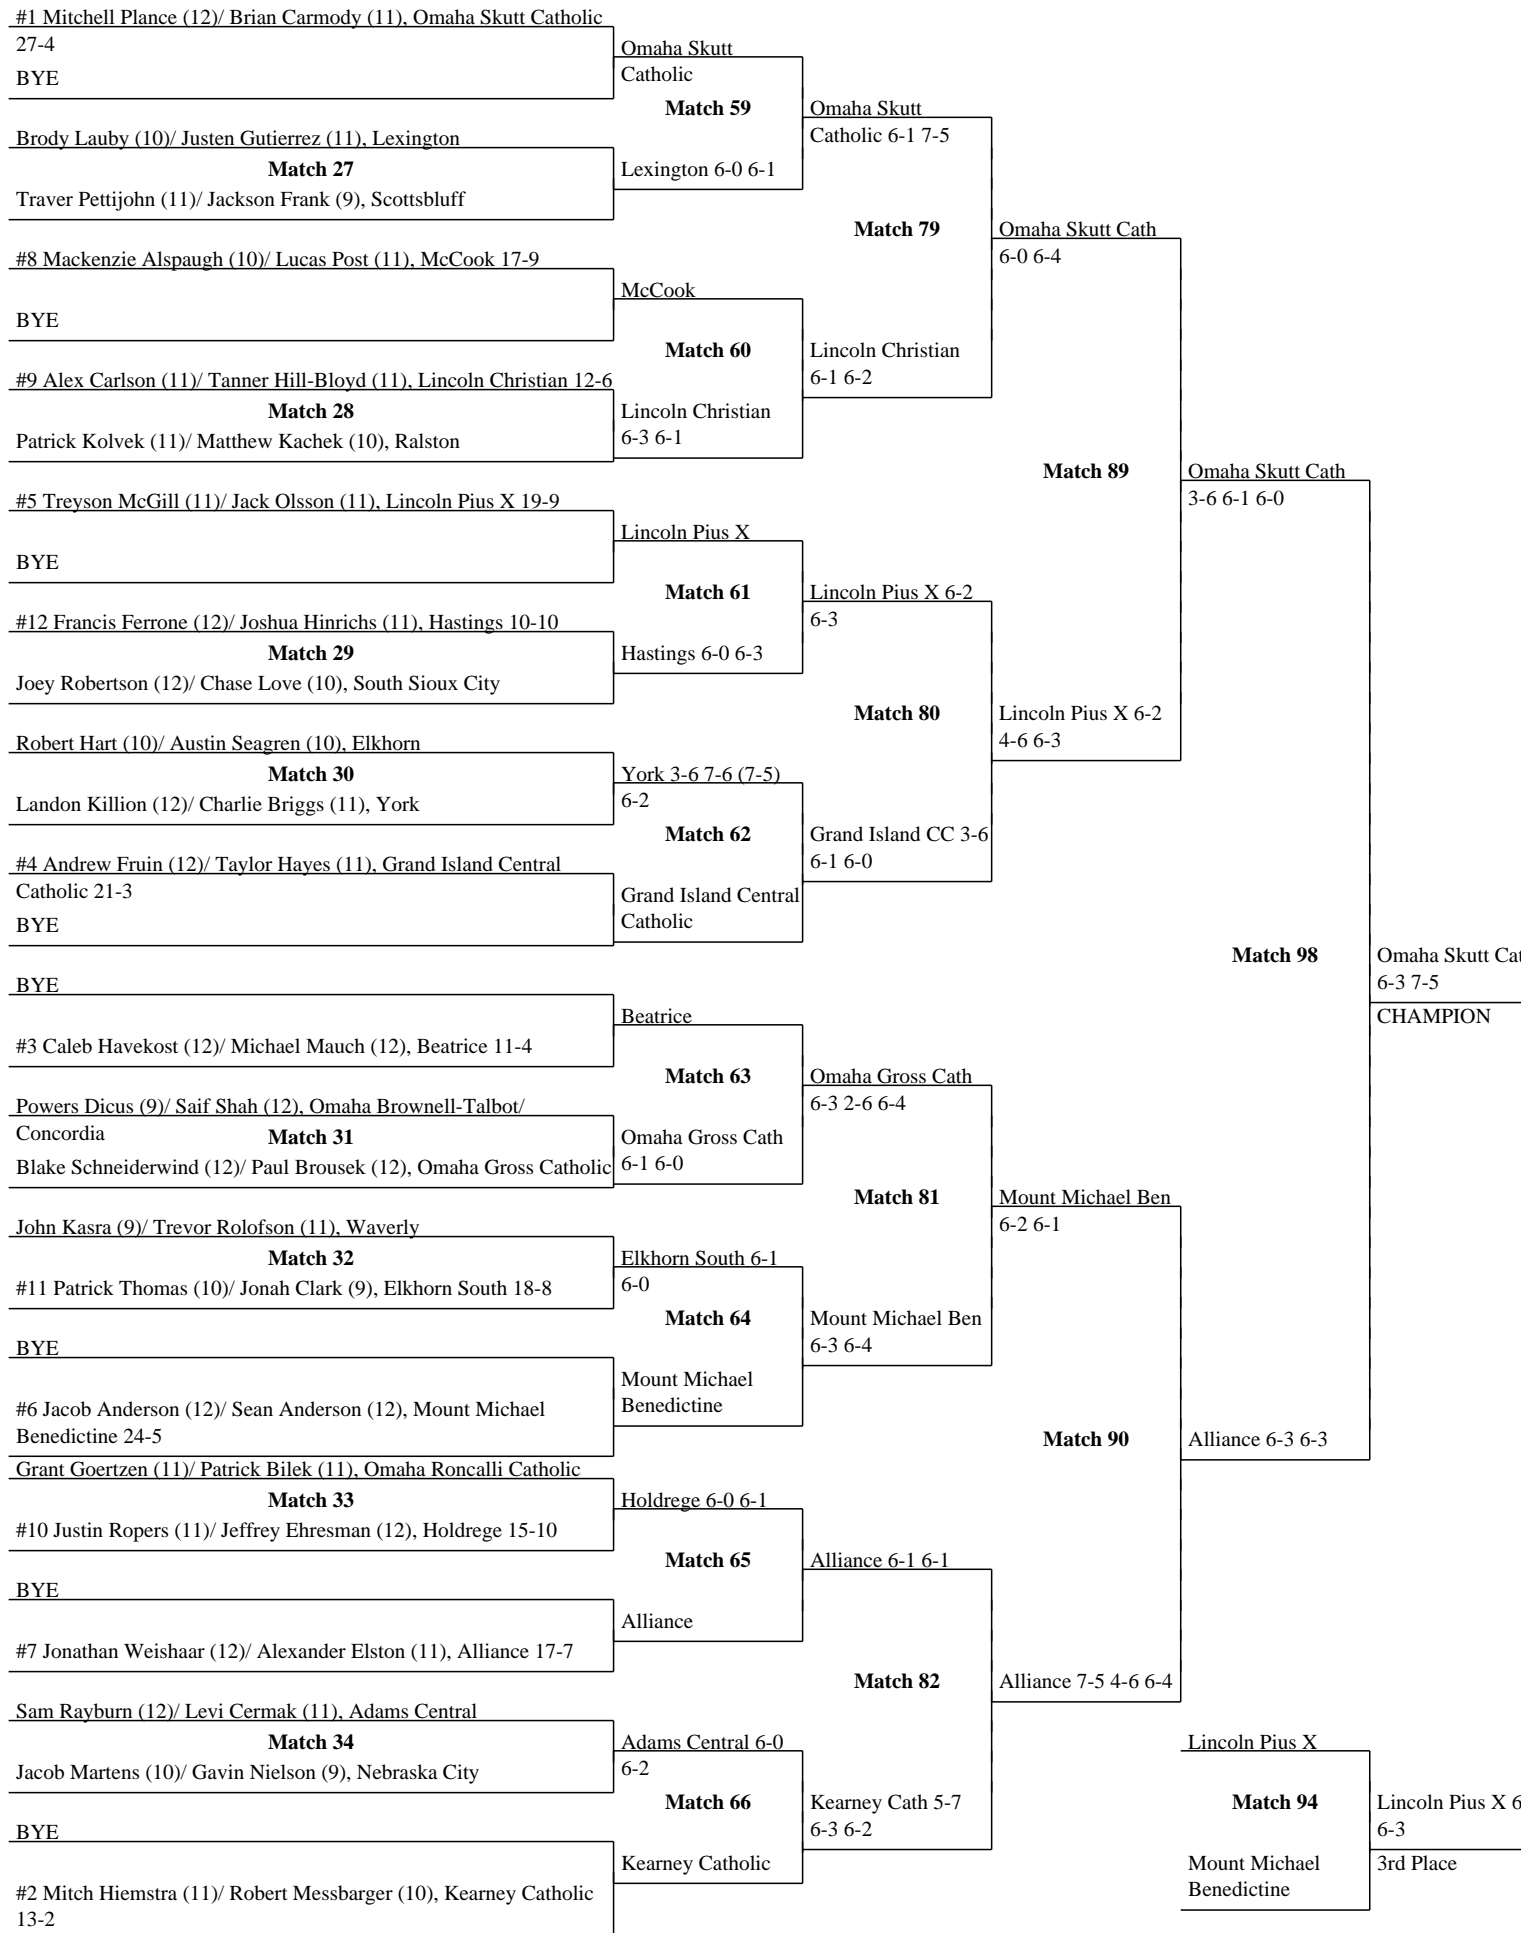 #1 Mitchell Plance (12)/ Brian Carmody (11), Omaha Skutt Catholic
27-4
BYE
Brody Lauby (10)/ Justen Gutierrez (11), Lexington
Match 27
Traver Pettijohn (11)/ Jackson Frank (9), Scottsbluff
#8 Mackenzie Alspaugh (10)/ Lucas Post (11), McCook 17-9
BYE
#9 Alex Carlson (11)/ Tanner Hill-Bloyd (11), Lincoln Christian 12-6
Match 28
Patrick Kolvek (11)/ Matthew Kachek (10), Ralston
#5 Treyson McGill (11)/ Jack Olsson (11), Lincoln Pius X 19-9
BYE
#12 Francis Ferrone (12)/ Joshua Hinrichs (11), Hastings 10-10
Match 29
Joey Robertson (12)/ Chase Love (10), South Sioux City
Robert Hart (10)/ Austin Seagren (10), Elkhorn
Match 30
Landon Killion (12)/ Charlie Briggs (11), York
#4 Andrew Fruin (12)/ Taylor Hayes (11), Grand Island Central
Catholic 21-3
BYE
BYE
#3 Caleb Havekost (12)/ Michael Mauch (12), Beatrice 11-4
Powers Dicus (9)/ Saif Shah (12), Omaha Brownell-Talbot/
Concordia
Match 31
Blake Schneiderwind (12)/ Paul Brousek (12), Omaha Gross Catholic
John Kasra (9)/ Trevor Rolofson (11), Waverly
Match 32
#11 Patrick Thomas (10)/ Jonah Clark (9), Elkhorn South 18-8
BYE
#6 Jacob Anderson (12)/ Sean Anderson (12), Mount Michael
Benedictine 24-5
Grant Goertzen (11)/ Patrick Bilek (11), Omaha Roncalli Catholic
Match 33
#10 Justin Ropers (11)/ Jeffrey Ehresman (12), Holdrege 15-10
BYE
#7 Jonathan Weishaar (12)/ Alexander Elston (11), Alliance 17-7
Sam Rayburn (12)/ Levi Cermak (11), Adams Central
Match 34
Jacob Martens (10)/ Gavin Nielson (9), Nebraska City
BYE
#2 Mitch Hiemstra (11)/ Robert Messbarger (10), Kearney Catholic
13-2
Omaha Skutt
Catholic
Match 59
Lexington 6-0 6-1
McCook
Match 60
Lincoln Christian
6-3 6-1
Lincoln Pius X
Match 61
Hastings 6-0 6-3
York 3-6 7-6 (7-5)
6-2
Match 62
Grand Island Central
Catholic
Beatrice
Match 63
Omaha Gross Cath
6-1 6-0
Elkhorn South 6-1
6-0
Match 64
Mount Michael
Benedictine
Holdrege 6-0 6-1
Match 65
Alliance
Adams Central 6-0
6-2
Match 66
Kearney Catholic
Omaha Skutt
Catholic 6-1 7-5
Match 79
Lincoln Christian
6-1 6-2
Lincoln Pius X 6-2
6-3
Match 80
Grand Island CC 3-6
6-1 6-0
Omaha Gross Cath
6-3 2-6 6-4
Match 81
Mount Michael Ben
6-3 6-4
Alliance 6-1 6-1
Match 82
Kearney Cath 5-7
6-3 6-2
Omaha Skutt Cath
6-0 6-4
Match 89
Lincoln Pius X 6-2
4-6 6-3
Mount Michael Ben
6-2 6-1
Match 90
Alliance 7-5 4-6 6-4
Omaha Skutt Cath
3-6 6-1 6-0
Match 98
Alliance 6-3 6-3
Omaha Skutt Cat
6-3 7-5
CHAMPION
Lincoln Pius X
Match 94
Mount Michael
Benedictine
Lincoln Pius X 6
6-3
3rd Place